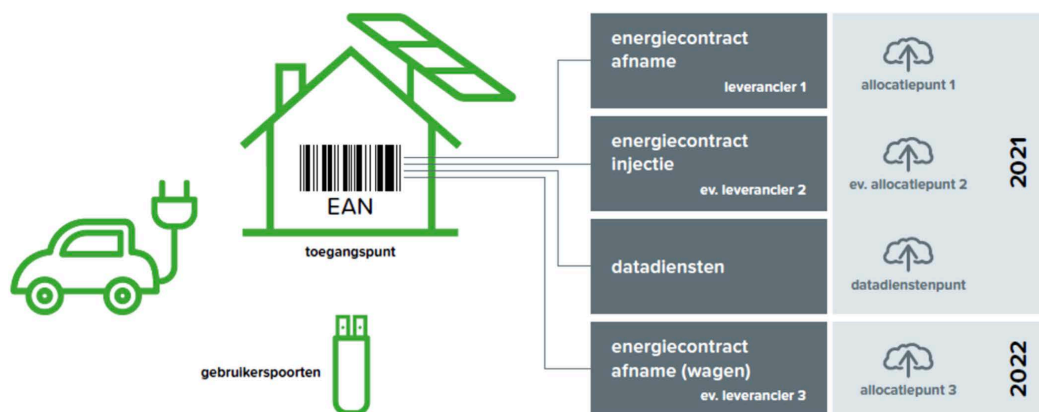 energiecontract
afname
leverancier 1
allocatiepunt 1
energiecontract
injectie
ev. leverancier 2
ev. allocatiepunt 2
2021
EAN
toegangspunt
datadiensten
datadienstenpunt
gebruikerspoorten
energiecontract
afname (wagen)
ev. leverancier 3
allocatiepunt 3
2022